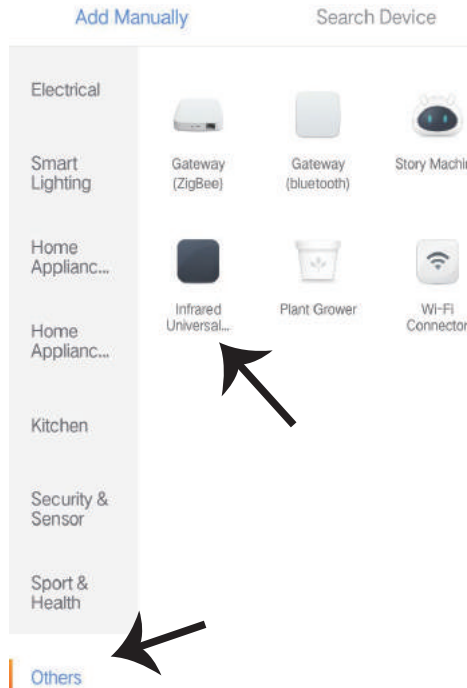 Add Manually
Search Device
Electrical
Smart
Lighting
Home
Applianc...
Home
Applianc...
Kitchen
Security &
Sensor
Sport &
Health
Others
Gateway
(ZigBee)
Gateway
(bluetooth)
Story Machin
Infrared
Universal...
Plant Grower
Wi-Fi
Connector